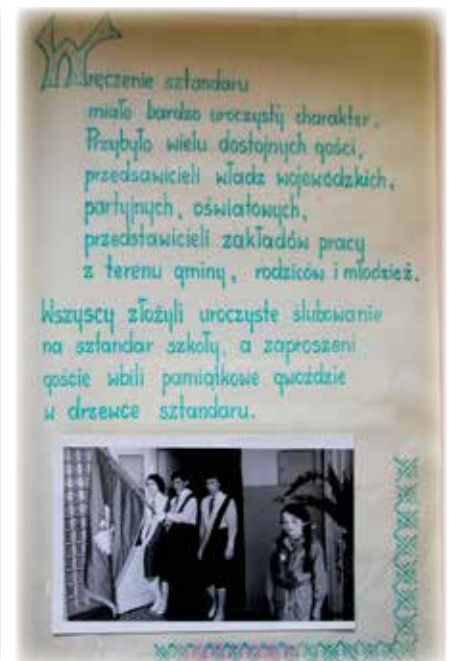 Wręczenie sztandaru
miało bardzo uroczysty charakter.
Przybyło wielu dostojnych gości,
przedsawicieli władz wojewódzkich,
partyjnych, oświatowych,
przedstawicieli zakładów pracy
z terenu gminy, rodziców i młodzież.
Wszyscy złożyli uroczyste ślubowanie
na sztandar szkoły, a zaproszeni
goście wbili pamiątkowe gwoździe
w drzewce sztandaru.